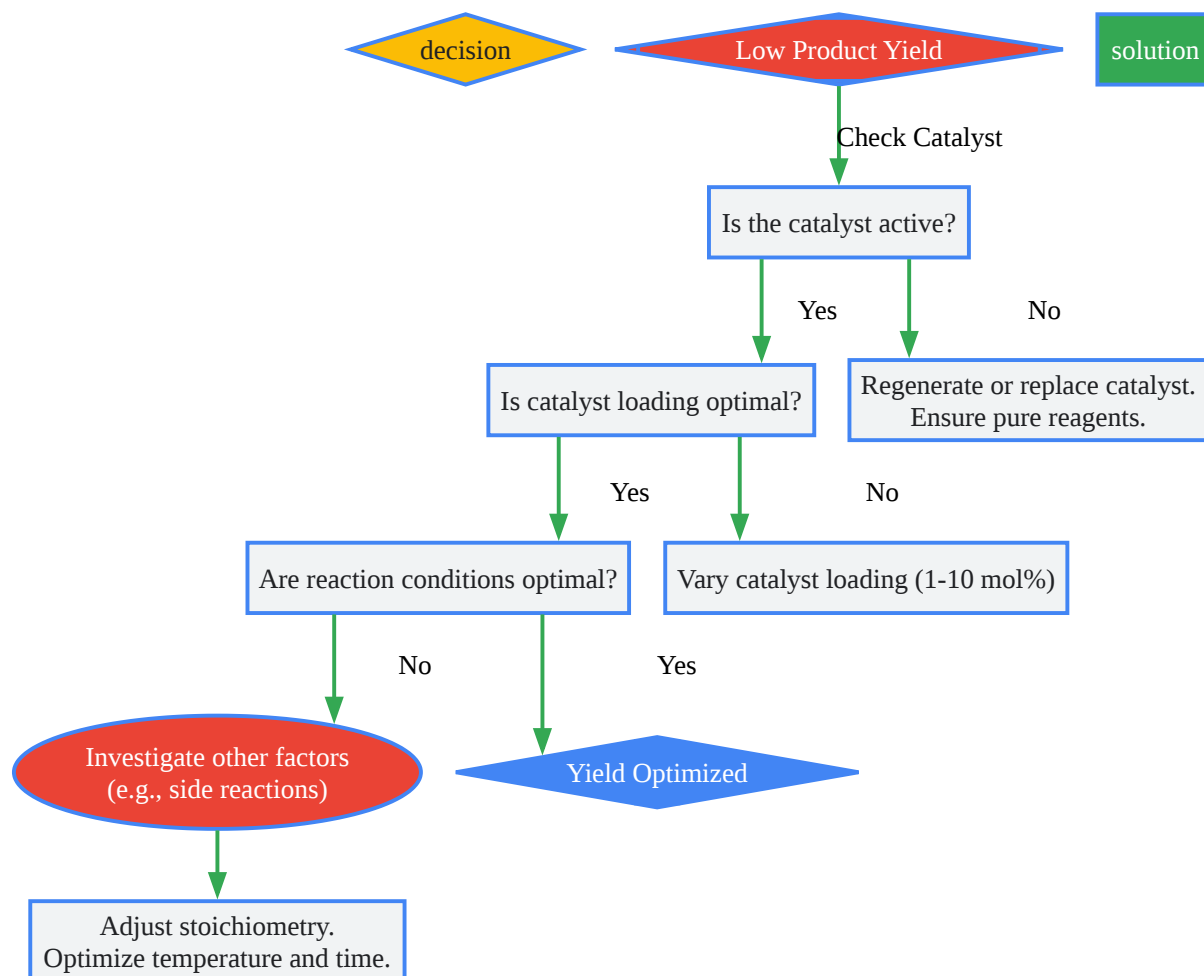 decision
Low Product Yield
solution
Check Catalyst
Is the catalyst active?
Yes
No
Is catalyst loading optimal?
Regenerate or replace catalyst.
Ensure pure reagents.
Yes
No
Are reaction conditions optimal?
Vary catalyst loading (1-10 mol%)
No
Yes
Investigate other factors
(e.g., side reactions)
Yield Optimized
Adjust stoichiometry.
Optimize temperature and time.